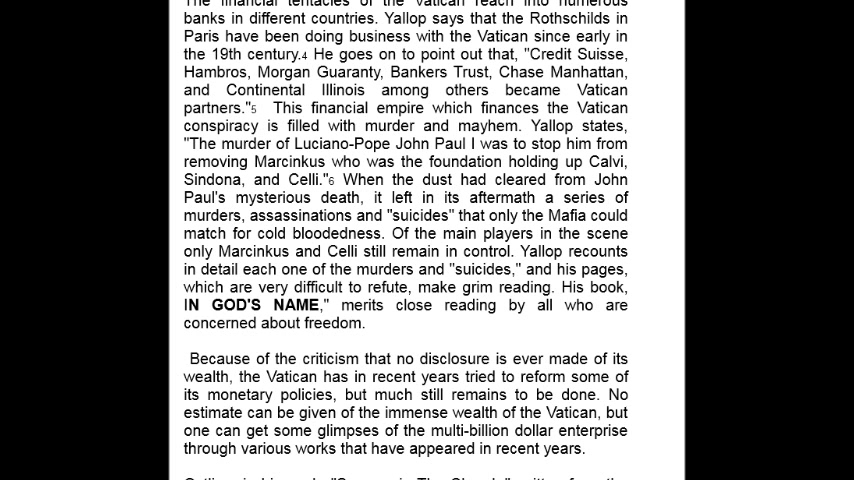 The financial tentacles of the Vatican reach into numerous
banks in different countries. Yallop says that the Rothschilds in
Paris have been doing business with the Vatican since early in
the 19th century.4 He goes on to point out that, "Credit Suisse,
Hambros, Morgan Guaranty, Bankers Trust, Chase Manhattan,
and Continental Illinois among others became Vatican
partners."5 This financial empire which finances the Vatican
conspiracy is filled with murder and mayhem. Yallop states,
"The murder of Luciano-Pope John Paul I was to stop him from
removing Marcinkus who was the foundation holding up Calvi,
Sindona, and Celli."6 When the dust had cleared from John
Paul's mysterious death, it left in its aftermath a series of
murders, assassinations and "suicides" that only the Mafia could
match for cold bloodedness. Of the main players in the scene
only Marcinkus and Celli still remain in control. Yallop recounts
in detail each one of the murders and "suicides," and his pages,
which are very difficult to refute, make grim reading. His book,
IN GOD'S NAME," merits close reading by all who are
concerned about freedom.
Because of the criticism that no disclosure is ever made of its
wealth, the Vatican has in recent years tried to reform some of
its monetary policies, but much still remains to be done. No
estimate can be given of the immense wealth of the Vatican, but
one can get some glimpses of the multi-billion dollar enterprise
through various works that have appeared in recent years.